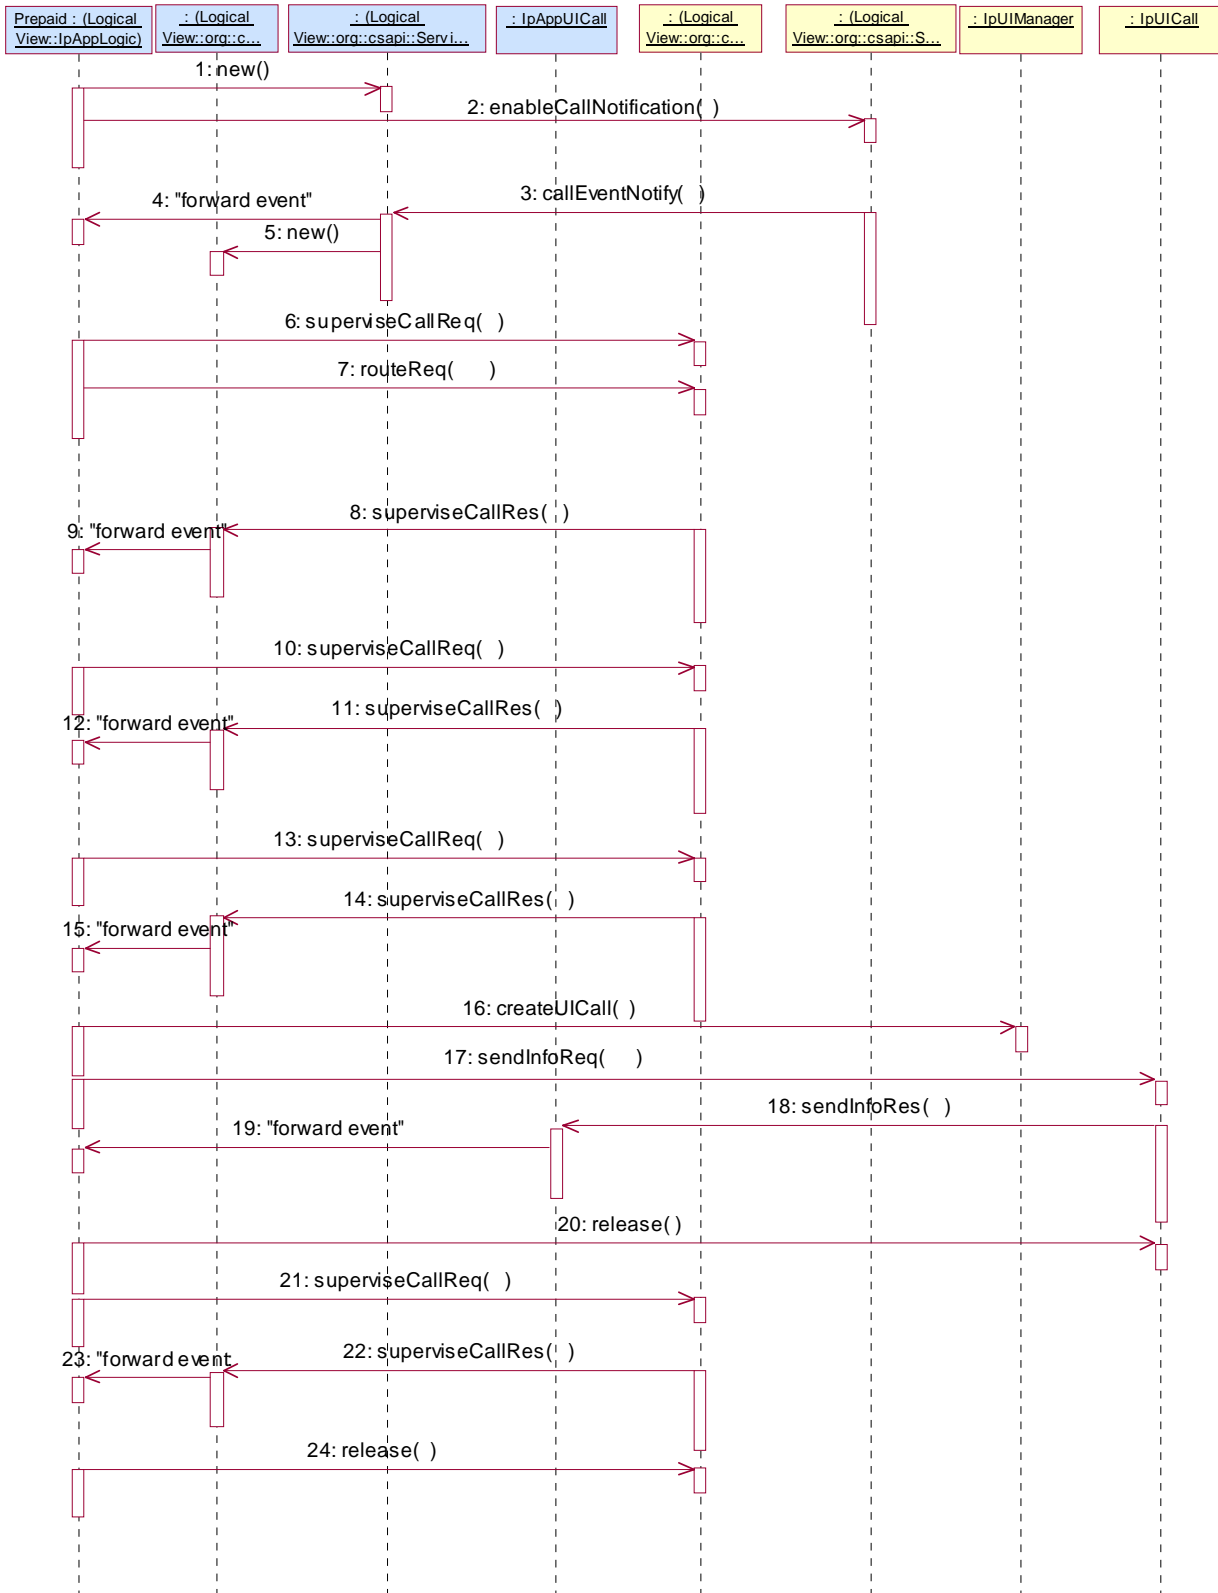 Prepaid : (Logical
View::IpAppLogic)
: (Logical
View::org::c...
: (Logical
View::org::csapi::Servi...
: IpAppUICall
: (Logical
View::org::c...
: (Logical
View::org::csapi::S...
: IpUIManager
: IpUICall
1: new()
2: enableCallNotification( )
3: callEventNotify( )
4: "forward event"
5: new()
6: superviseCallReq( )
7: routeReq( )
8: superviseCallRes( )
9: "forward event"
10: superviseCallReq( )
11: superviseCallRes( )
12: "forward event"
13: superviseCallReq( )
14: superviseCallRes( )
15: "forward event"
16: createUICall( )
17: sendInfoReq( )
18: sendInfoRes( )
19: "forward event"
20: release( )
21: superviseCallReq( )
22: superviseCallRes( )
23: "forward event
24: release( )